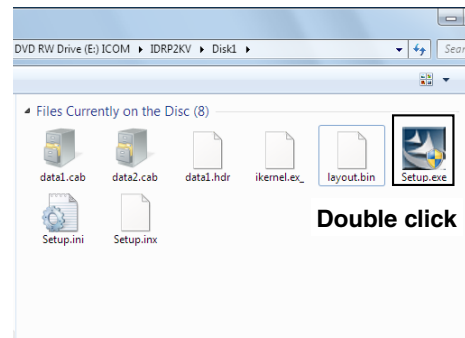 DVD RW Drive (E:) ICOM ▸ IDRP2KV ▸ Disk1 ▸
Sear
Files Currently on the Disc (8)
data1.cab data2.cab data1.hdr ikernel.ex_ layout.bin Setup.exe
Double click
Setup.ini Setup.inx